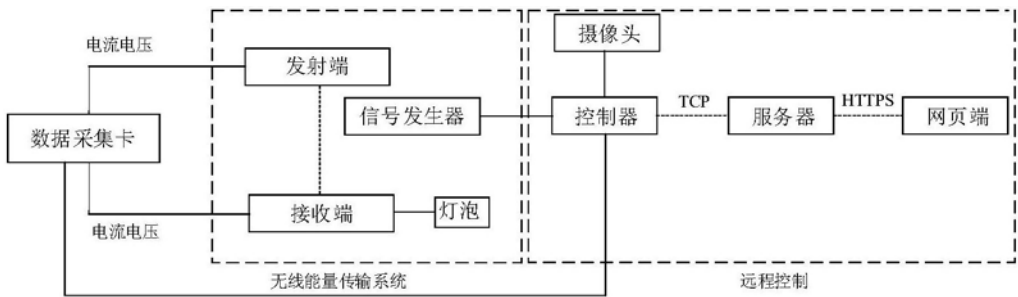 摄像头
电流电压
发射端
信号发生器
控制器
TCP
服务器
HTTPS
网页端
数据采集卡
接收端
灯泡
电流电压
无线能量传输系统
远程控制